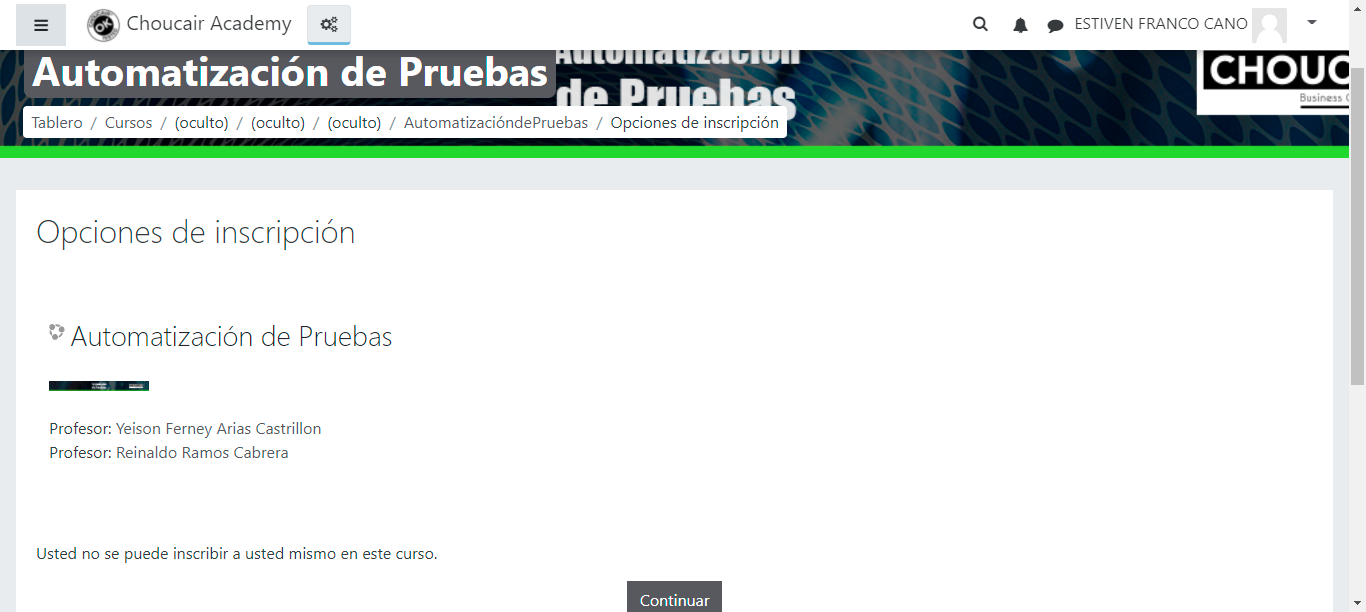 Choucair Academy
ESTIVEN FRANCO CANO
Automatización de Pruebas
Automatización
de Pruebas
CHOUC
Business
Tablero / Cursos / (oculto) / (oculto) / (oculto) / AutomatizacióndePruebas / Opciones de inscripción
Opciones de inscripción
Automatización de Pruebas
Profesor: Yeison Ferney Arias Castrillon
Profesor: Reinaldo Ramos Cabrera
Usted no se puede inscribir a usted mismo en este curso.
Continuar